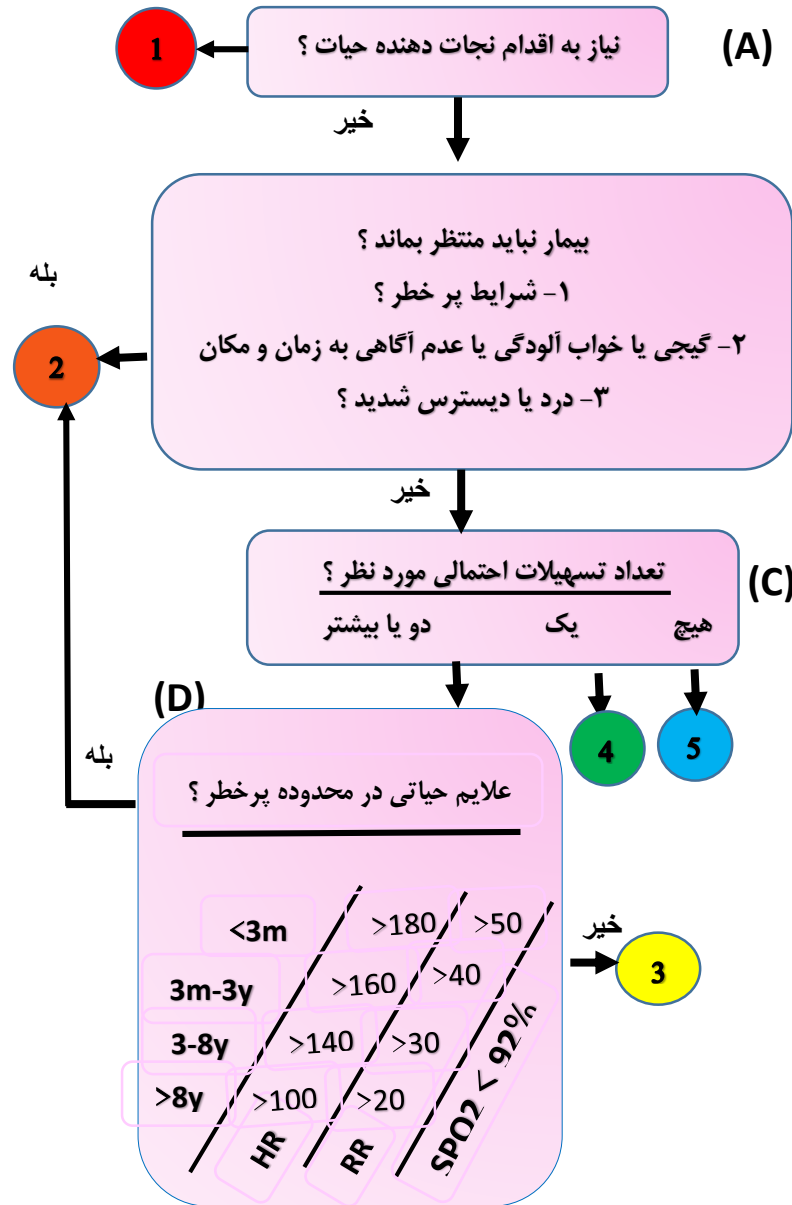 نیاز به اقدام نجات دهنده حیات ؟
(A)
1
خیر
بیمار نباید منتظر بماند ؟
۱- شرایط پر خطر ؟
۲- گیجی یا خواب آلودگی یا عدم آگاهی به زمان و مکان
۳- درد یا دیسترس شدید ؟
بله
2
خیر
تعداد تسهیلات احتمالی مورد نظر ؟
هیچ یک دو یا بیشتر
(C)
4
5
(D)
بله
علایم حیاتی در محدوده پرخطر ؟
<3m >180 >50
3m-3y >160 >40
3-8y >140 >30
>8y >100 >20
HR RR SPO2 < 92%
خیر
3